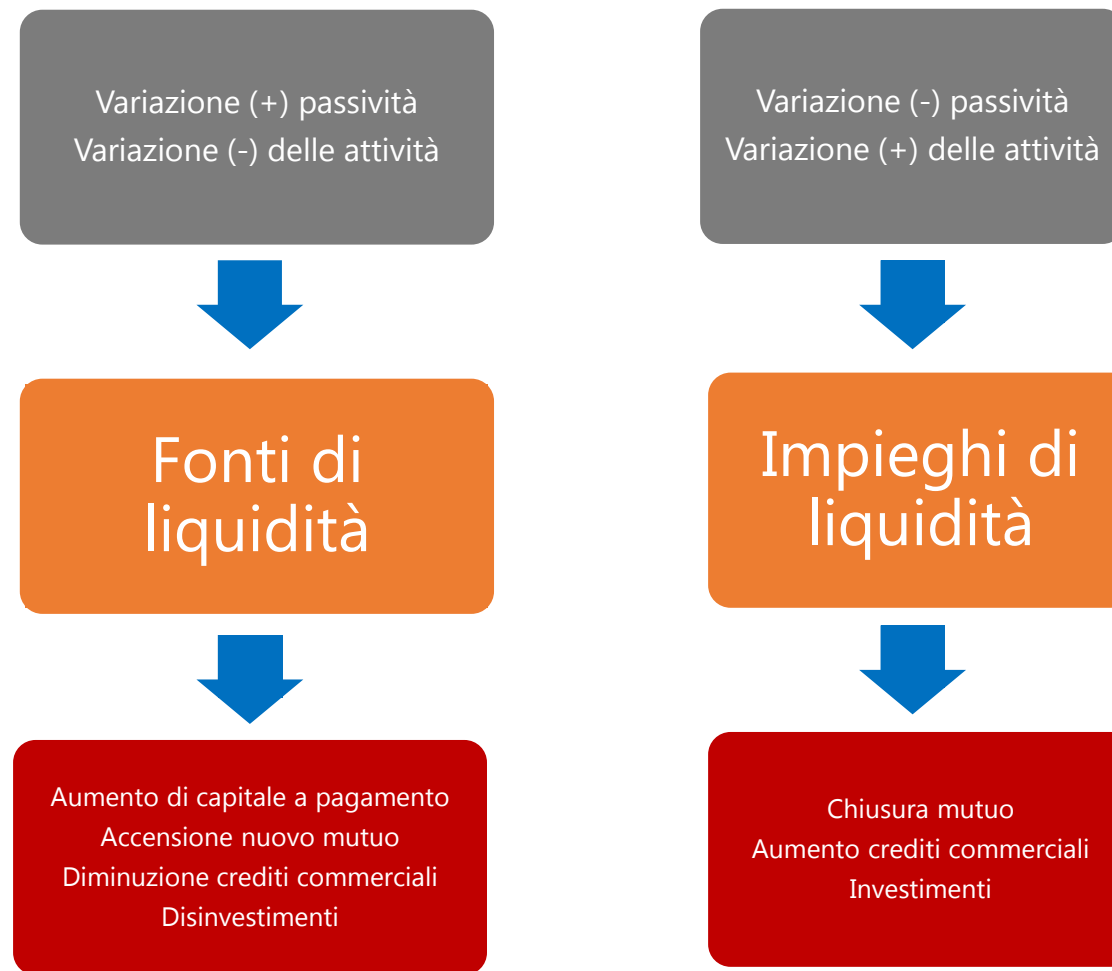 Variazione (+) passività
Variazione (-) delle attività
Fonti di
liquidità
Aumento di capitale a pagamento
Accensione nuovo mutuo
Diminuzione crediti commerciali
Disinvestimenti
Variazione (-) passività
Variazione (+) delle attività
Impieghi di
liquidità
Chiusura mutuo
Aumento crediti commerciali
Investimenti